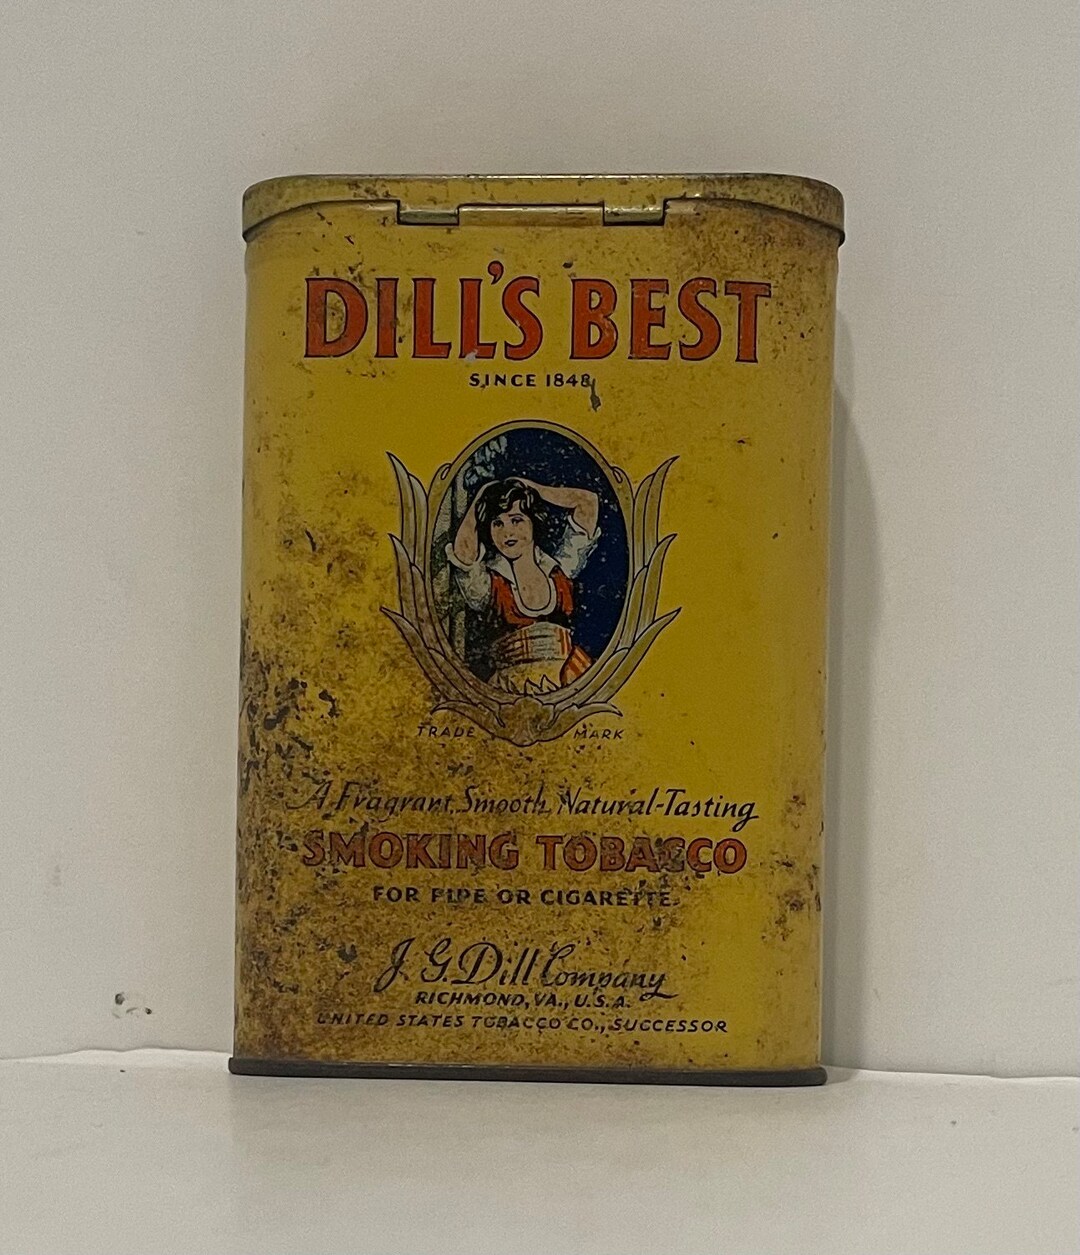 DILL'S BEST
SINCE 1848
TRADE MARK
A Fragrant, Smooth, Natural-Tasting
SMOKING TOBACCO
FOR PIPE OR CIGARETTE
J. G. Dill Company
RICHMOND, VA., U.S.A.
UNITED STATES TOBACCO CO., SUCCESSOR